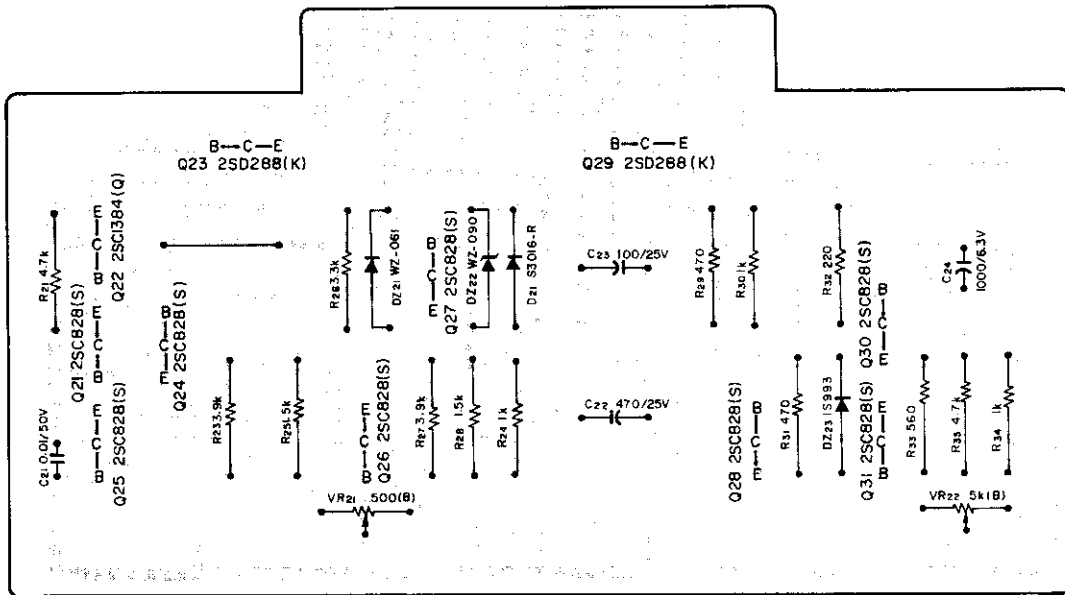 B C E
Q23 2SD288(K)
B C E
Q29 2SD288(K)
R21 4.7k
E C B
Q22 2SC1384(Q)
E C B
Q21 2SC828(S)
B C E
Q24 2SC828(S)
R26 3.3k
DZ21 WZ-061
B C E
Q27 2SC828(S)
DZ22 WZ-090
D21 S3016-R
C23 100/25V
R29 470
R30 1k
R32 220
B C E
Q30 2SC828(S)
C24
1000/6.3V
C21 0.01/50V
E C B
Q25 2SC828(S)
R23 3.9k
R25 1.5k
E C B
Q26 2SC828(S)
R27 3.9k
R28 1.5k
R24 1k
C22 470/25V
Q28 2SC828(S)
B C E
R31 470
DZ23 1S993
E C B
Q31 2SC828(S)
R33 560
R35 4.7k
R34 1k
VR21 500(B)
VR22 5k(B)